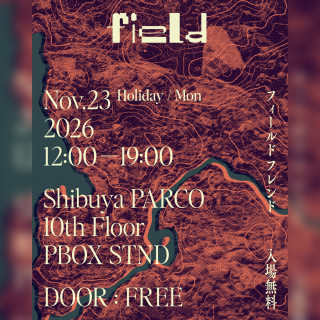 field
Nov.23 Holiday / Mon
2026
12:00—19:00
Shibuya PARCO
10th Floor
PBOX STND
DOOR : FREE
フィールドフレンド
入場無料